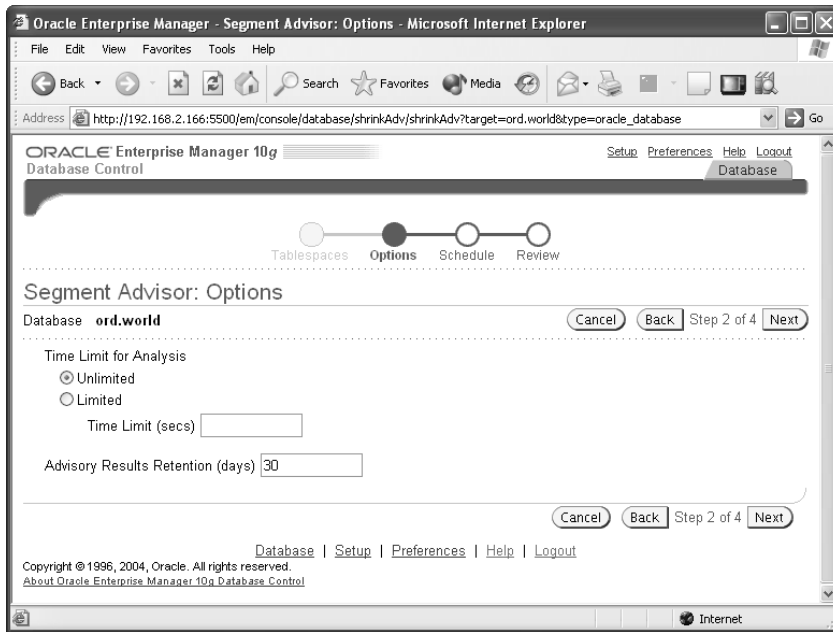 Oracle Enterprise Manager - Segment Advisor: Options - Microsoft Internet Explorer
File Edit View Favorites Tools Help
Back Search Favorites Media
Address http://192.168.2.166:5500/em/console/database/shrinkAdv/shrinkAdv?target=ord.world&type=oracle_database Go
ORACLE Enterprise Manager 10g
Setup Preferences Help Logout
Database Control
Database
Tablespaces Options Schedule Review
Segment Advisor: Options
Database ord.world
Cancel Back Step 2 of 4 Next
Time Limit for Analysis
Unlimited
Limited
Time Limit (secs)
Advisory Results Retention (days) 30
Cancel Back Step 2 of 4 Next
Database | Setup | Preferences | Help | Logout
Copyright © 1996, 2004, Oracle. All rights reserved.
About Oracle Enterprise Manager 10g Database Control
Internet